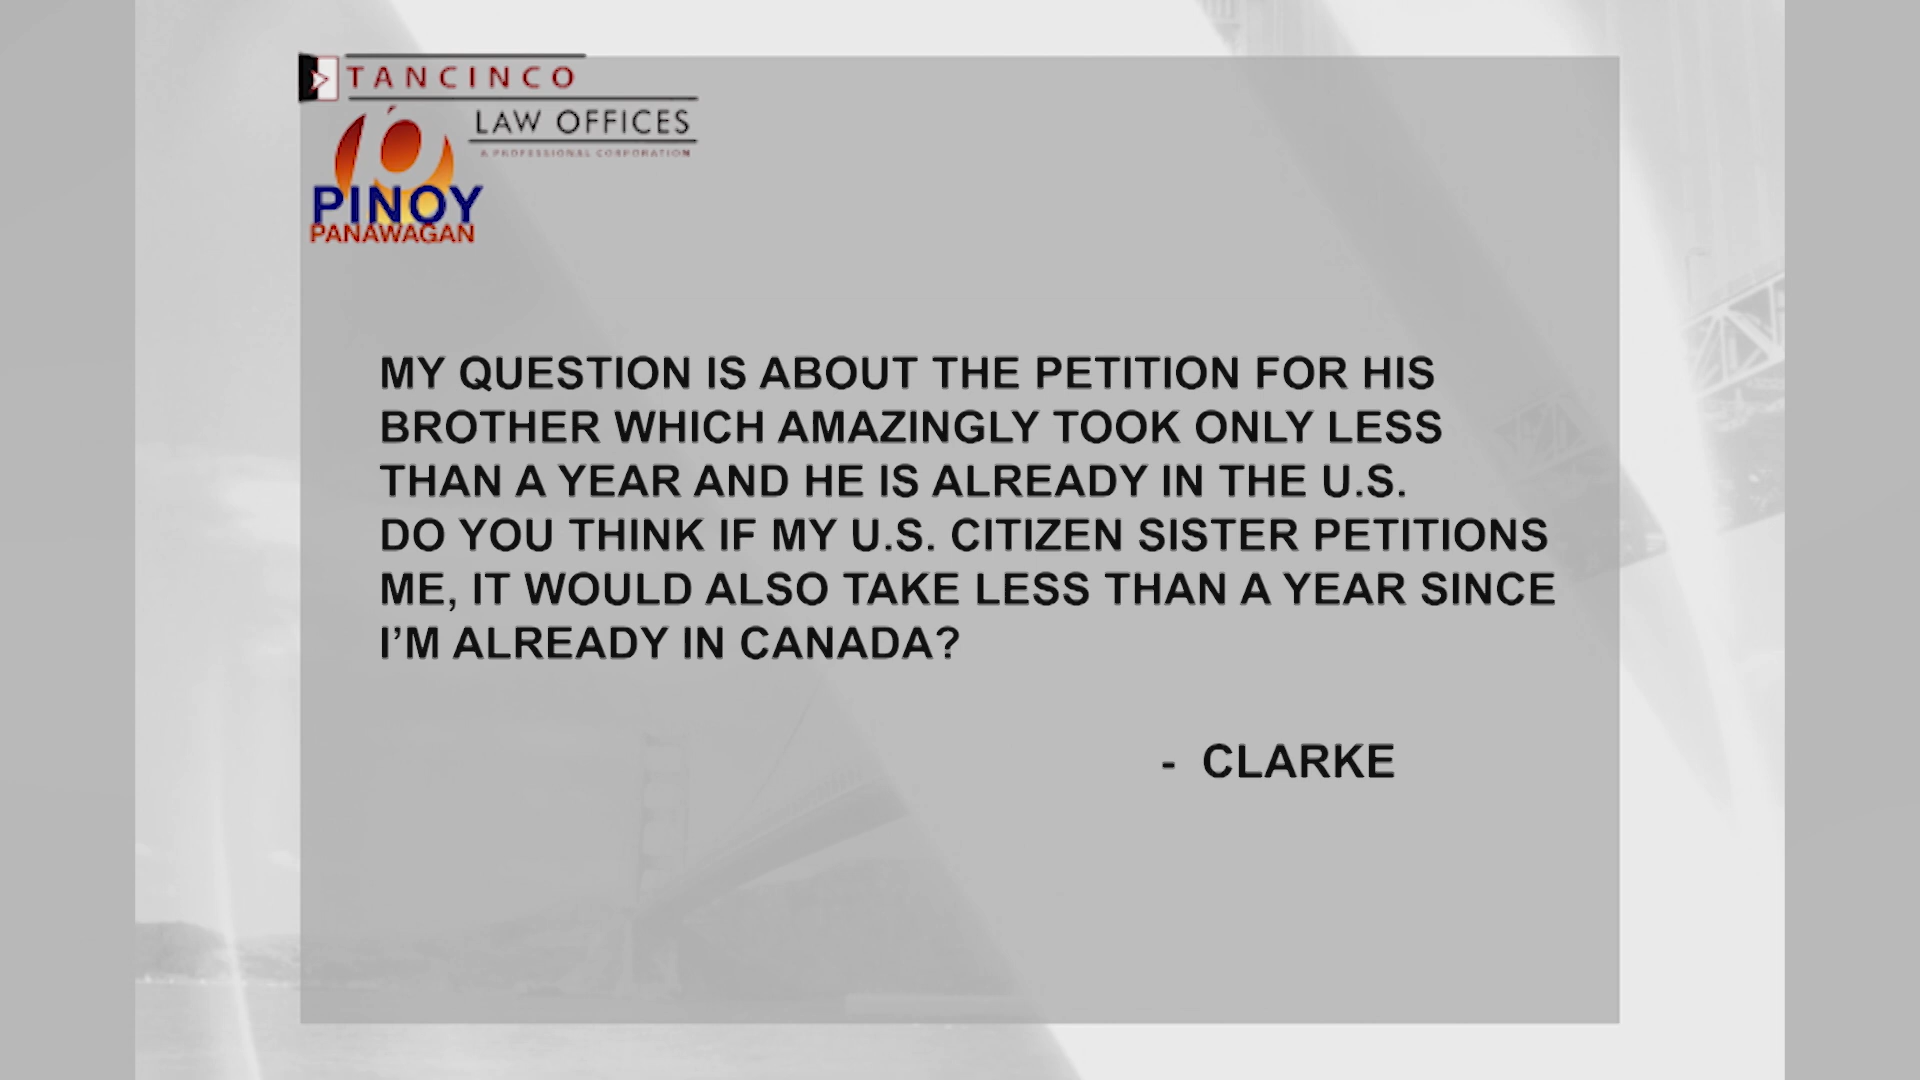 TANCINCO
LAW OFFICES
A PROFESSIONAL CORPORATION
PINOY
PANAWAGAN
MY QUESTION IS ABOUT THE PETITION FOR HIS
BROTHER WHICH AMAZINGLY TOOK ONLY LESS
THAN A YEAR AND HE IS ALREADY IN THE U.S.
DO YOU THINK IF MY U.S. CITIZEN SISTER PETITIONS
ME, IT WOULD ALSO TAKE LESS THAN A YEAR SINCE
I'M ALREADY IN CANADA?
- CLARKE